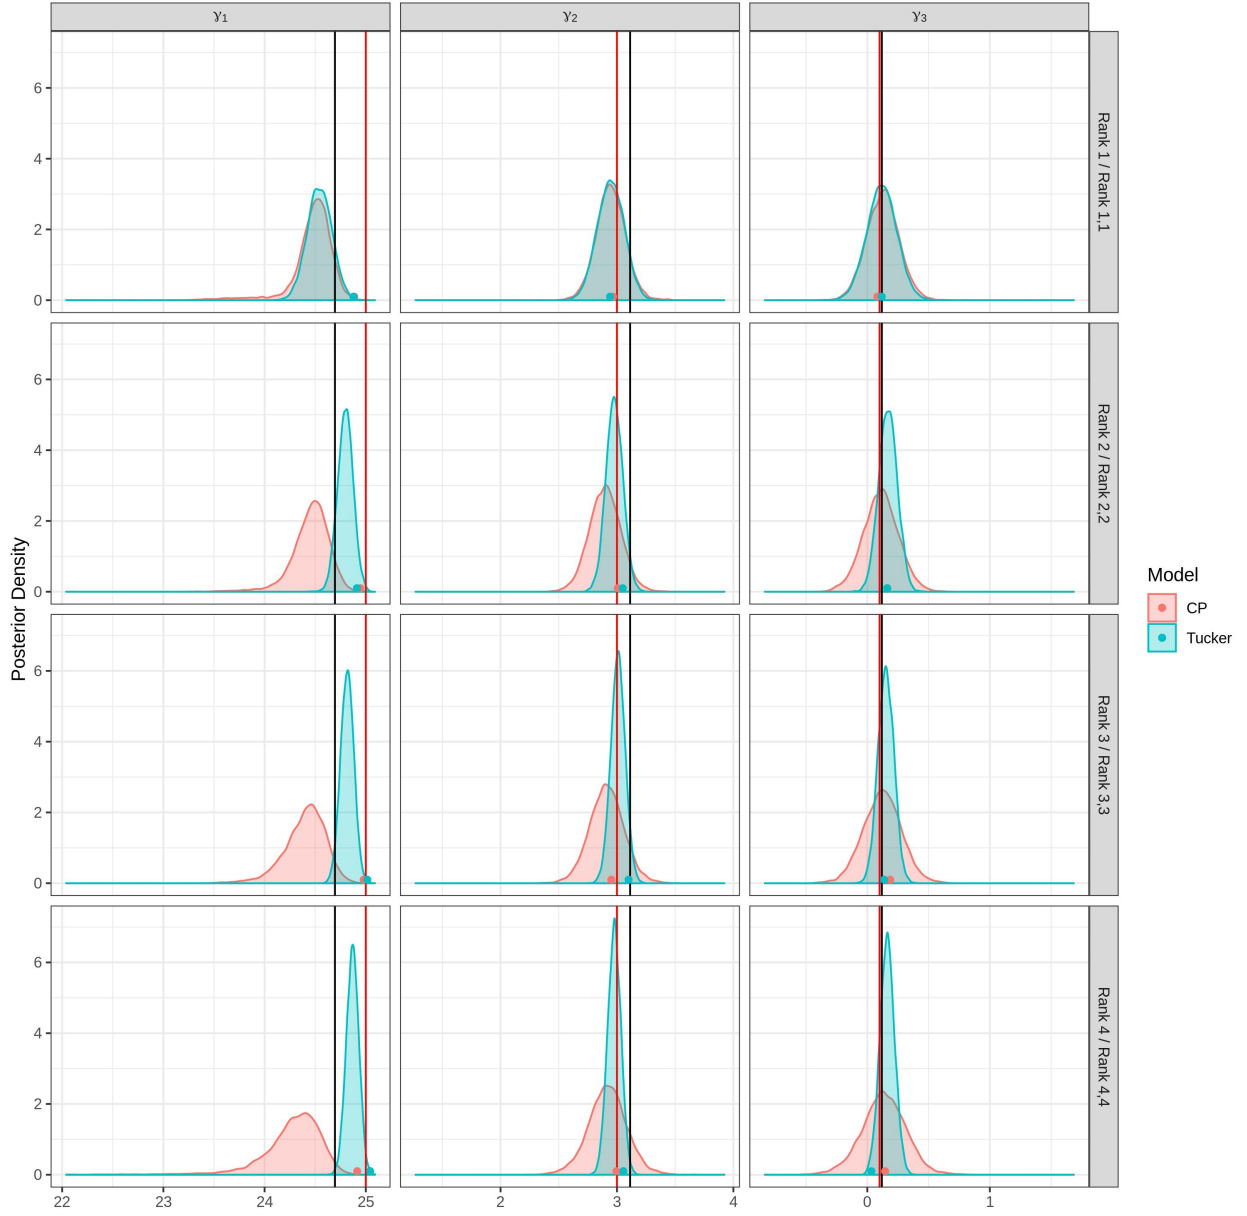 γ₁ γ₂ γ₃
6
4
2
0
Rank 1 / Rank 1,1
6
4
2
0
Rank 2 / Rank 2,2
6
4
2
0
Rank 3 / Rank 3,3
6
4
2
0
Rank 4 / Rank 4,4
22 23 24 25 2 3 4 0 1
Posterior Density
Model
CP
Tucker